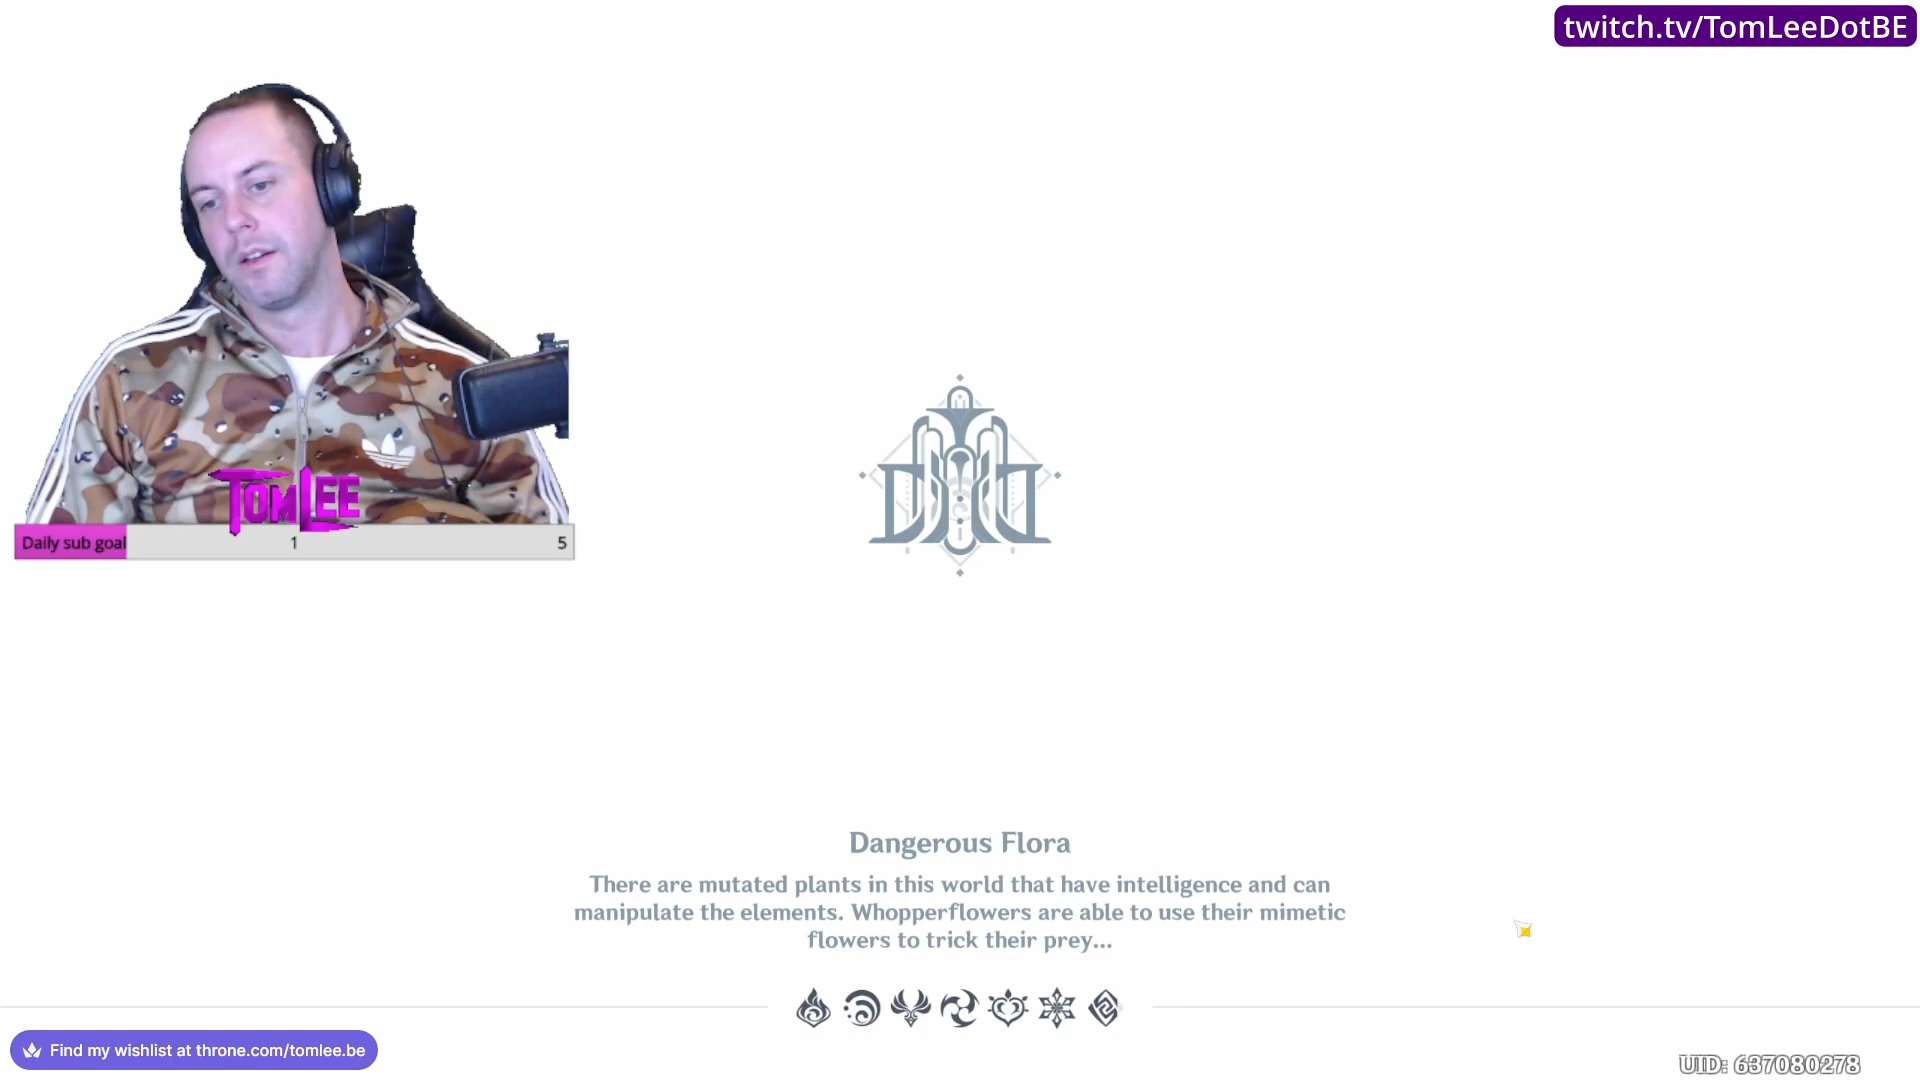 twitch.tv/TomLeeDotBE
TOMLEE
Daily sub goal 1 5
Dangerous Flora
There are mutated plants in this world that have intelligence and can
manipulate the elements. Whopperflowers are able to use their mimetic
flowers to trick their prey...
Find my wishlist at throne.com/tomlee.be
UID: 637080278